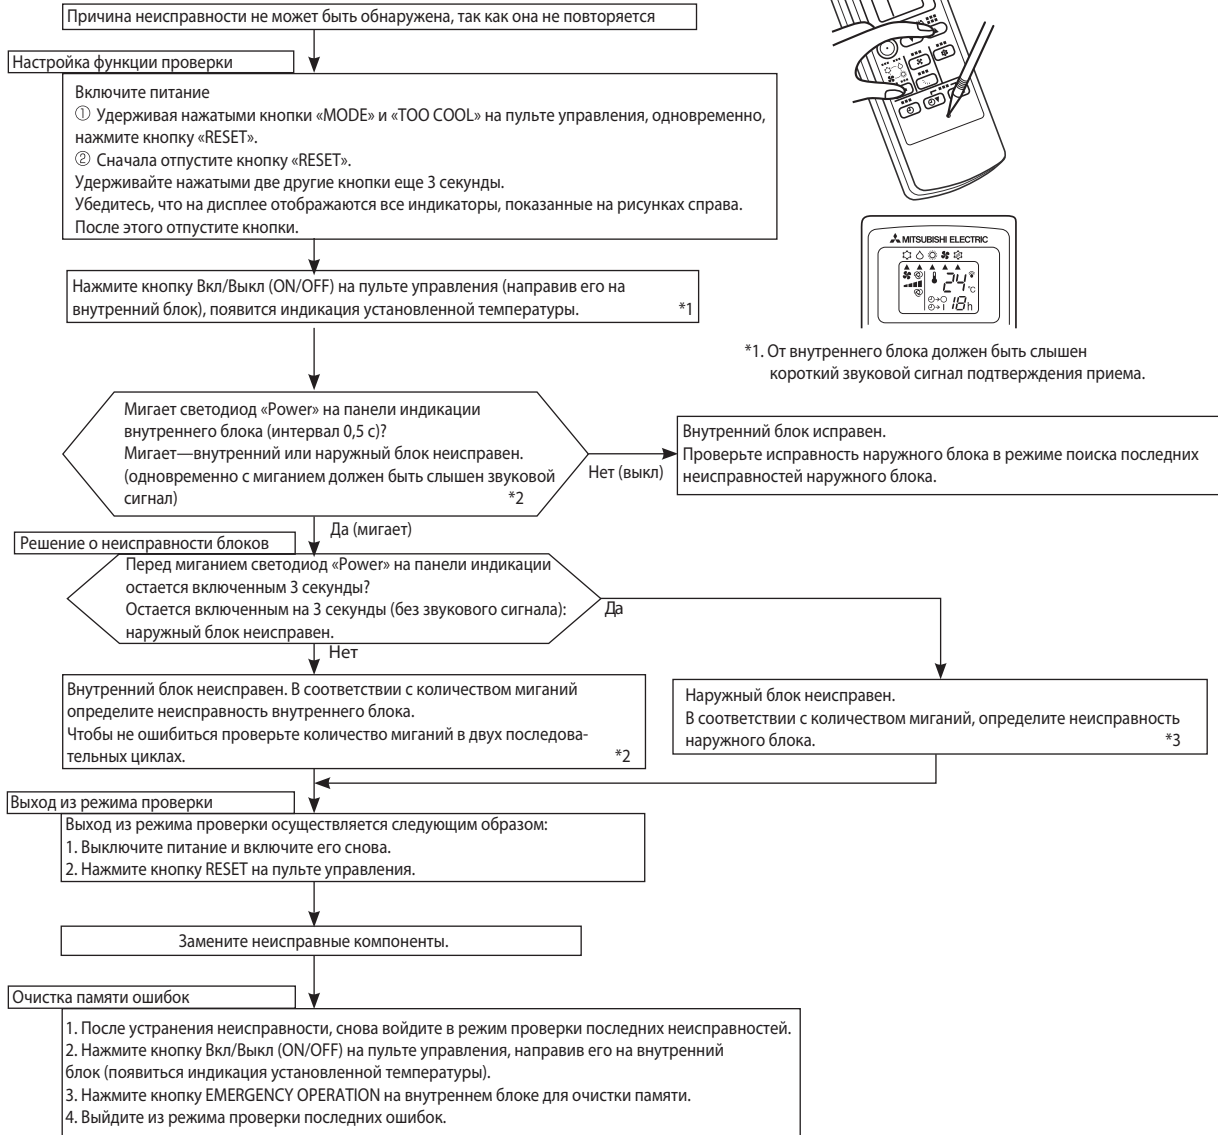 Причина неисправности не может быть обнаружена, так как она не повторяется
Настройка функции проверки
Включите питание
① Удерживая нажатыми кнопки «MODE» и «TOO COOL» на пульте управления, одновременно,
нажмите кнопку «RESET».
② Сначала отпустите кнопку «RESET».
Удерживайте нажатыми две другие кнопки еще 3 секунды.
Убедитесь, что на дисплее отображаются все индикаторы, показанные на рисунках справа.
После этого отпустите кнопки.
MITSUBISHI ELECTRIC
24 °C
18 h
Нажмите кнопку Вкл/Выкл (ON/OFF) на пульте управления (направив его на
внутренний блок), появится индикация установленной температуры. *1
*1. От внутреннего блока должен быть слышен
короткий звуковой сигнал подтверждения приема.
Мигает светодиод «Power» на панели индикации
внутреннего блока (интервал 0,5 с)?
Мигает—внутренний или наружный блок неисправен.
(одновременно с миганием должен быть слышен звуковой
сигнал) *2
Нет (выкл)
Внутренний блок исправен.
Проверьте исправность наружного блока в режиме поиска последних
неисправностей наружного блока.
Да (мигает)
Решение о неисправности блоков
Перед миганием светодиод «Power» на панели индикации
остается включенным 3 секунды?
Остается включенным на 3 секунды (без звукового сигнала):
наружный блок неисправен.
Да
Нет
Внутренний блок неисправен. В соответствии с количеством миганий
определите неисправность внутреннего блока.
Чтобы не ошибиться проверьте количество миганий в двух последова-
тельных циклах. *2
Наружный блок неисправен.
В соответствии с количеством миганий, определите неисправность
наружного блока. *3
Выход из режима проверки
Выход из режима проверки осуществляется следующим образом:
1. Выключите питание и включите его снова.
2. Нажмите кнопку RESET на пульте управления.
Замените неисправные компоненты.
Очистка памяти ошибок
1. После устранения неисправности, снова войдите в режим проверки последних неисправностей.
2. Нажмите кнопку Вкл/Выкл (ON/OFF) на пульте управления, направив его на внутренний
блок (появиться индикация установленной температуры).
3. Нажмите кнопку EMERGENCY OPERATION на внутреннем блоке для очистки памяти.
4. Выйдите из режима проверки последних ошибок.